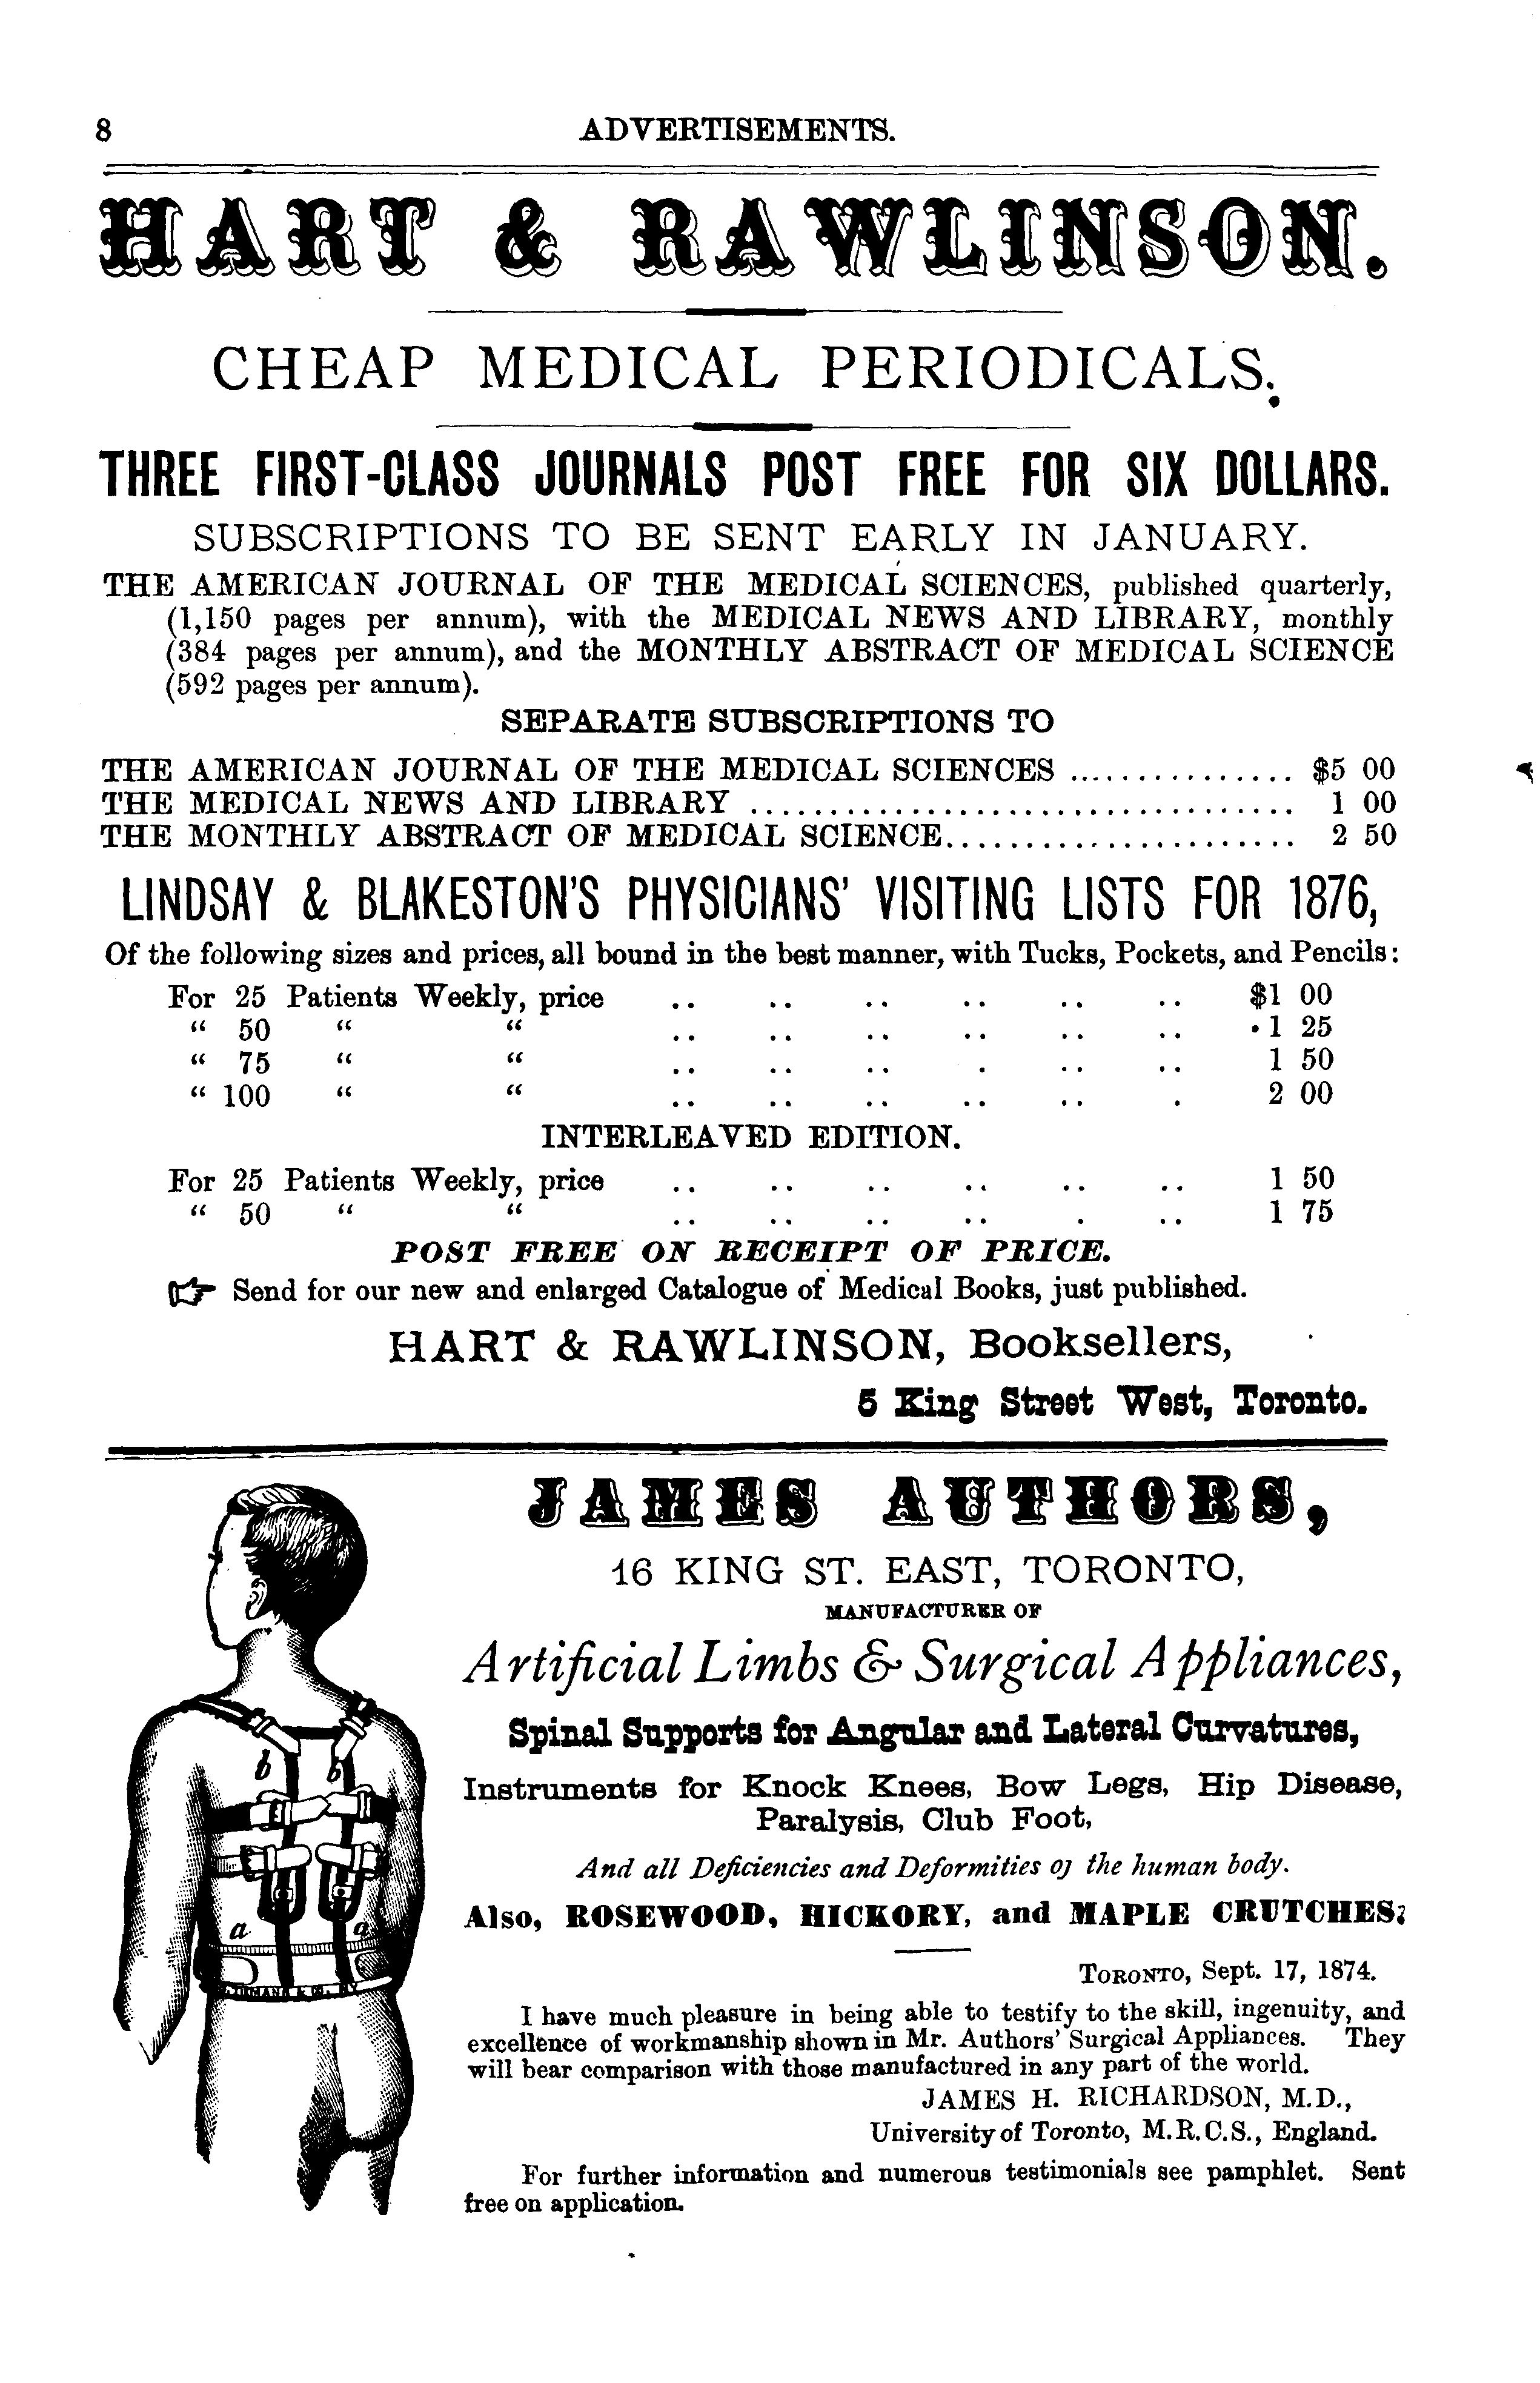 8 ADVERTISEMENTS.
HART & RAWLINSON.
CHEAP MEDICAL PERIODICALS.
THREE FIRST-CLASS JOURNALS POST FREE FOR SIX DOLLARS.
SUBSCRIPTIONS TO BE SENT EARLY IN JANUARY.
THE AMERICAN JOURNAL OF THE MEDICAL SCIENCES, published quarterly,
(1,150 pages per annum), with the MEDICAL NEWS AND LIBRARY, monthly
(384 pages per annum), and the MONTHLY ABSTRACT OF MEDICAL SCIENCE
(592 pages per annum).
SEPARATE SUBSCRIPTIONS TO
THE AMERICAN JOURNAL OF THE MEDICAL SCIENCES ............... $5 00
THE MEDICAL NEWS AND LIBRARY .................................. 1 00
THE MONTHLY ABSTRACT OF MEDICAL SCIENCE...................... 2 50
LINDSAY & BLAKESTON'S PHYSICIANS' VISITING LISTS FOR 1876,
Of the following sizes and prices, all bound in the best manner, with Tucks, Pockets, and Pencils:
For 25 Patients Weekly, price .. .. .. .. .. .. $1 00
“ 50 “ “ .. .. .. .. .. .. 1 25
“ 75 “ “ .. .. .. . .. .. 1 50
“ 100 “ “ .. .. .. .. .. . 2 00
INTERLEAVED EDITION.
For 25 Patients Weekly, price .. .. .. .. .. .. 1 50
“ 50 “ “ .. .. .. .. . .. 1 75
POST FREE ON RECEIPT OF PRICE.
☞ Send for our new and enlarged Catalogue of Medical Books, just published.
HART & RAWLINSON, Booksellers,
5 King Street West, Toronto.
JAMES AUTHORS,
16 KING ST. EAST, TORONTO,
MANUFACTURER OF
Artificial Limbs & Surgical Appliances,
Spinal Supports for Angular and Lateral Curvatures,
Instruments for Knock Knees, Bow Legs, Hip Disease,
Paralysis, Club Foot,
And all Deficiencies and Deformities of the human body.
Also, ROSEWOOD, HICKORY, and MAPLE CRUTCHES;
TORONTO, Sept. 17, 1874.
I have much pleasure in being able to testify to the skill, ingenuity, and
excellence of workmanship shown in Mr. Authors' Surgical Appliances. They
will bear comparison with those manufactured in any part of the world.
JAMES H. RICHARDSON, M.D.,
University of Toronto, M.R.C.S., England.
For further information and numerous testimonials see pamphlet. Sent
free on application.
b b
a a